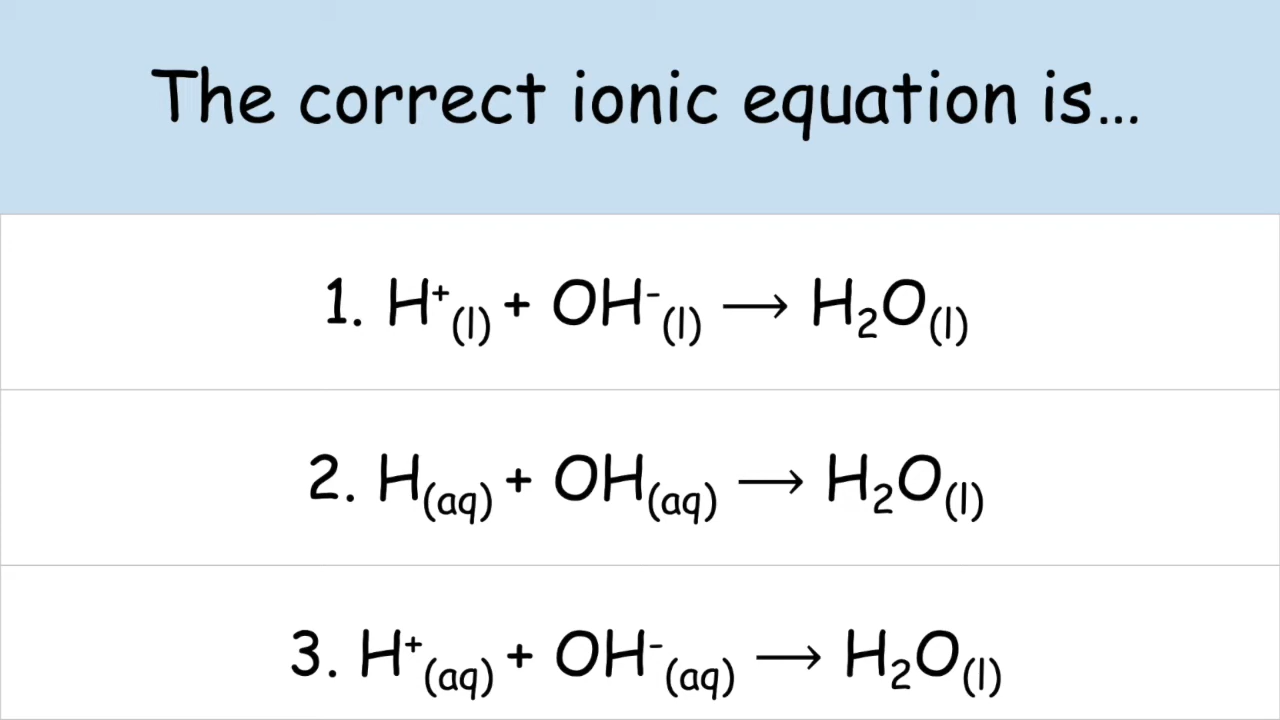 The correct ionic equation is...
1. H⁺₍ₗ₎ + OH⁻₍ₗ₎ ⟶ H₂O₍ₗ₎
2. H(aq) + OH(aq) ⟶ H₂O(l)
3. H⁺(aq) + OH⁻(aq) ⟶ H₂O(l)